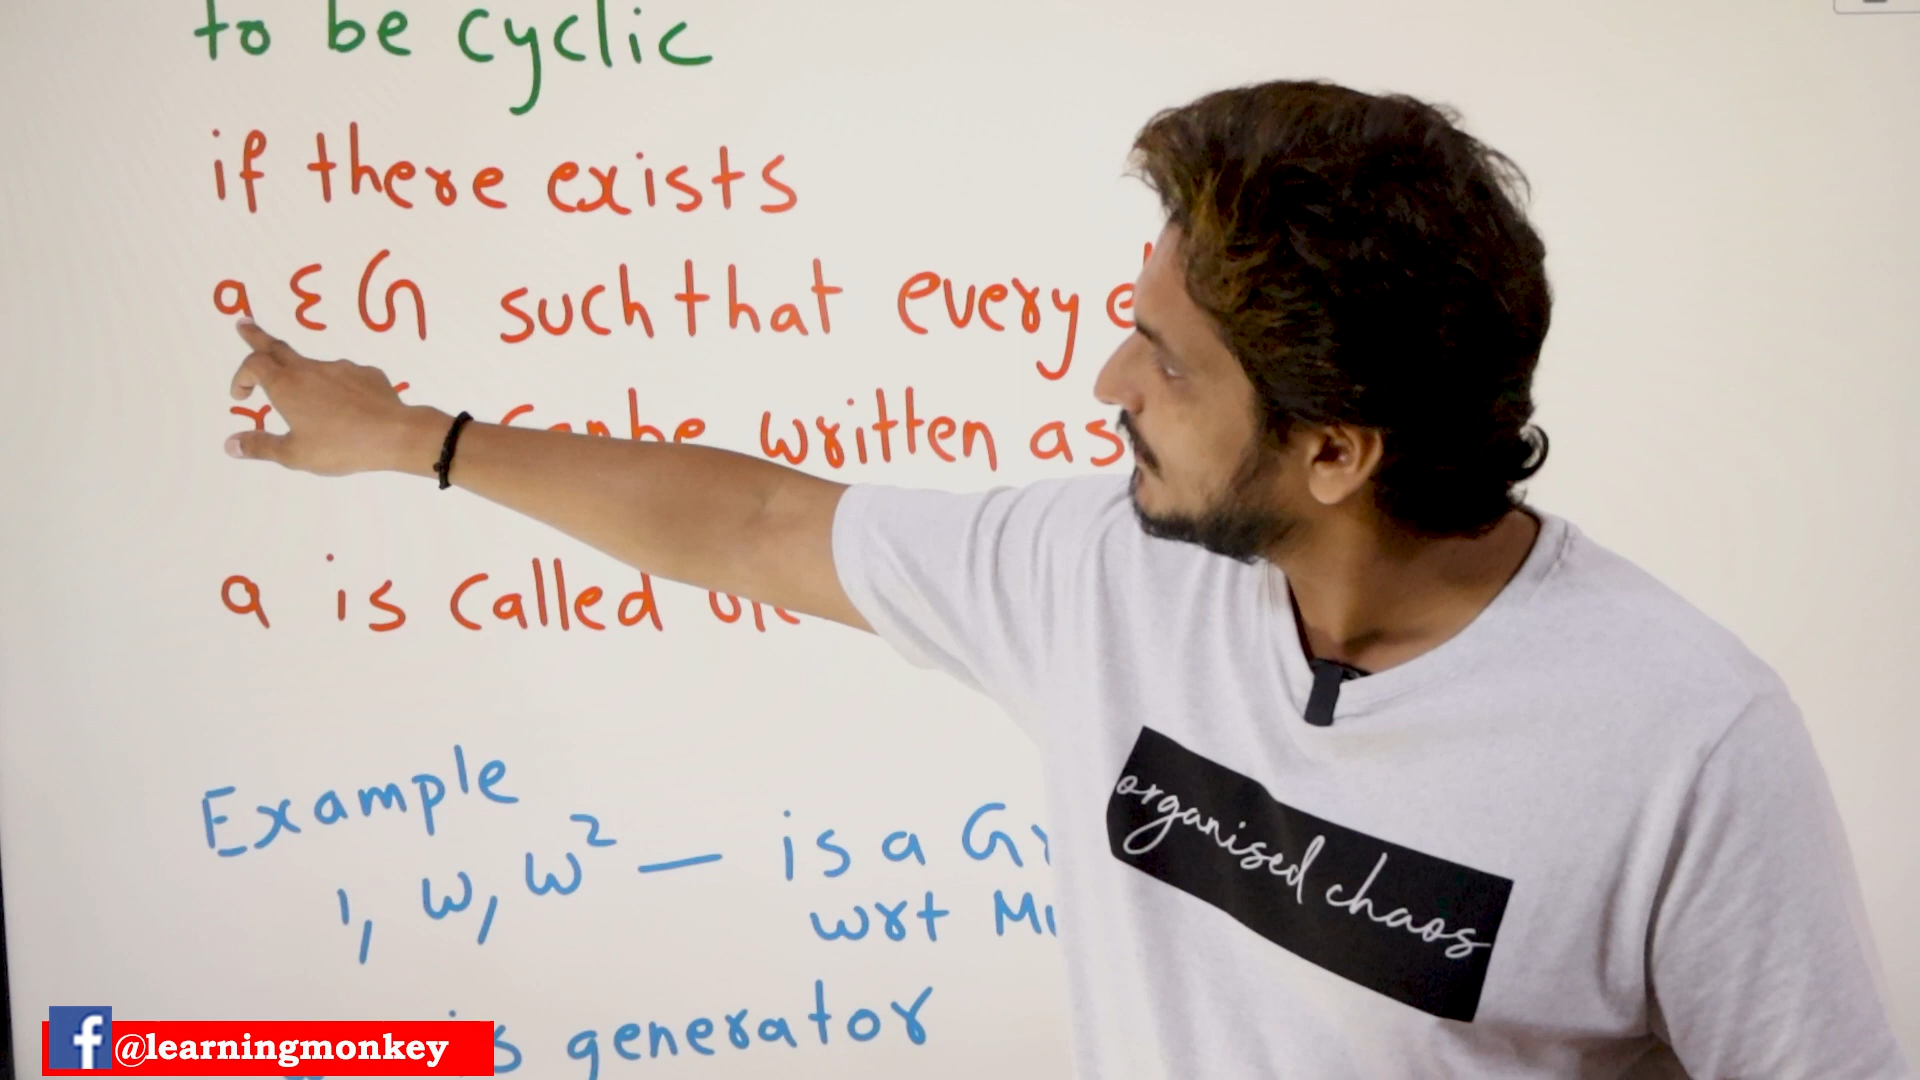 to be cyclic
if there exists
a ε G such that every
written as
a is called
Example
1, ω, ω² — is a
wrt
generator
organised chaos
f @learningmonkey